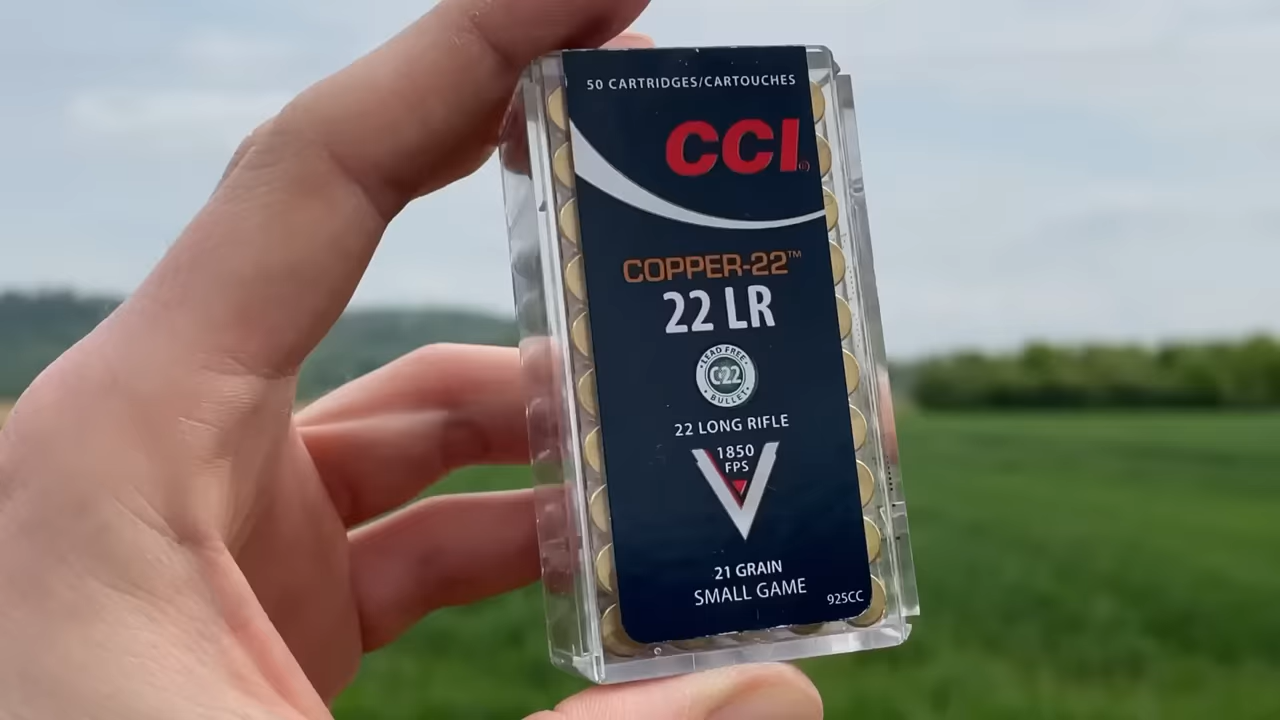 50 CARTRIDGES/CARTOUCHES
CCI®
COPPER-22™
22 LR
LEAD FREE
C22
BULLET
22 LONG RIFLE
1850
FPS
21 GRAIN
SMALL GAME
925CC